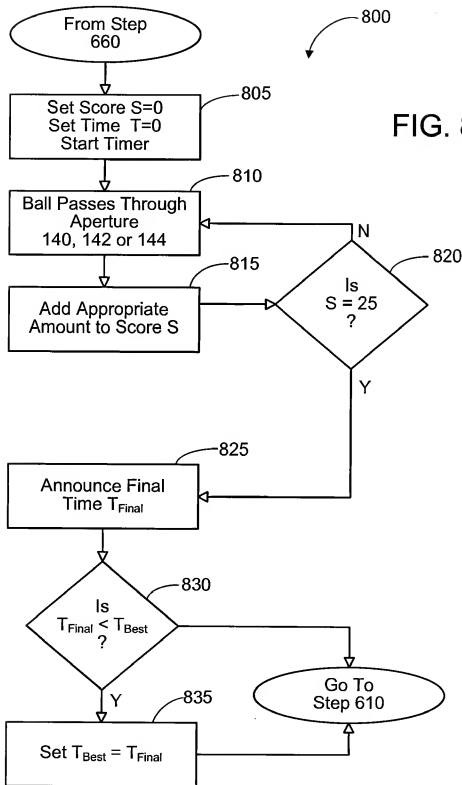 From Step
660
800
805
Set Score S=0
Set Time T=0
Start Timer
FIG. 8
810
Ball Passes Through
Aperture
140, 142 or 144
N
820
815
Is
S = 25
?
Add Appropriate
Amount to Score S
Y
825
Announce Final
Time TFinal
830
Is
TFinal < TBest
?
Go To
Step 610
Y
835
Set TBest = TFinal